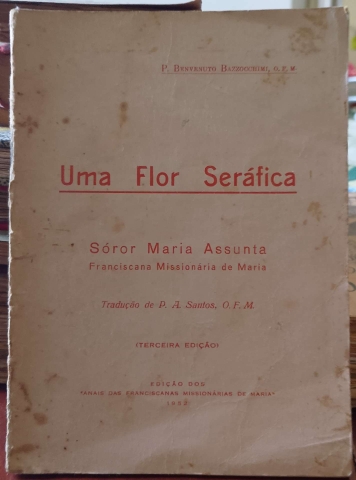 P. BENVENUTO BAZZOCCHINI, O. F. M
Uma Flor Seráfica
Sóror Maria Assunta
Franciscana Missionária de Maria
Tradução de P. A. Santos, O. F. M.
(TERCEIRA EDIÇÃO)
EDIÇÃO DOS
"ANAIS DAS FRANCISCANAS MISSIONÁRIAS DE MARIA"